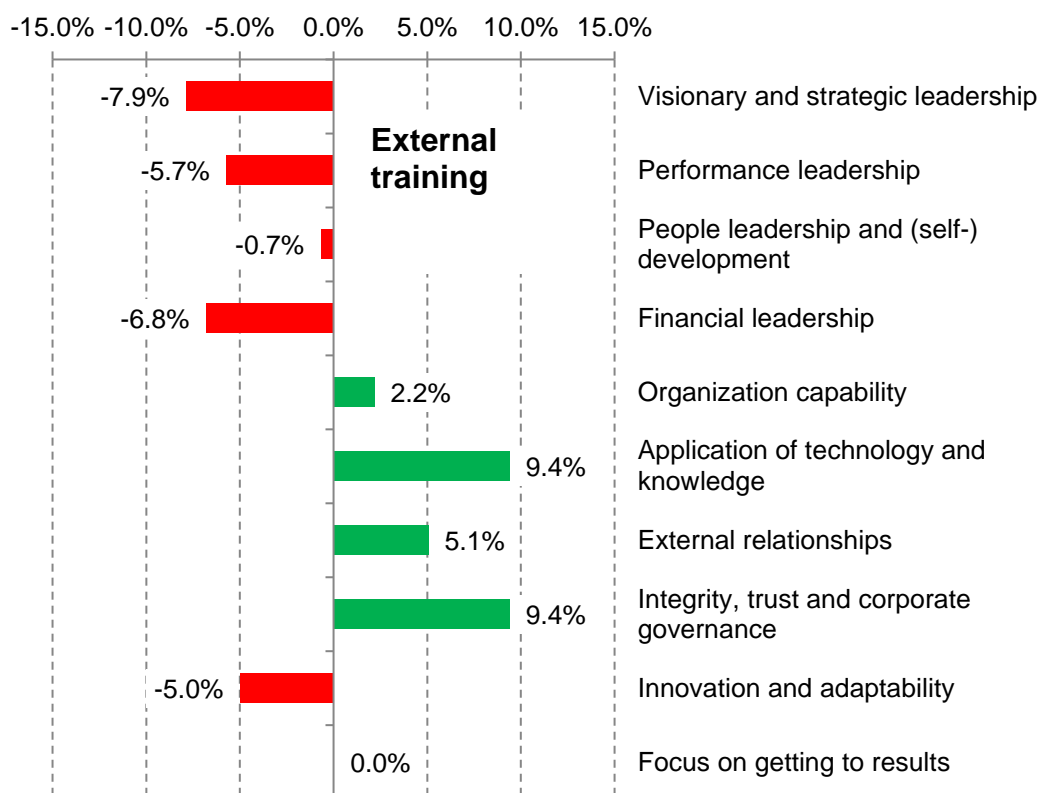 -15.0% -10.0% -5.0% 0.0% 5.0% 10.0% 15.0%
-7.9% Visionary and strategic leadership
External
training
-5.7% Performance leadership
-0.7% People leadership and (self-)
development
-6.8% Financial leadership
2.2% Organization capability
9.4% Application of technology and
knowledge
5.1% External relationships
9.4% Integrity, trust and corporate
governance
-5.0% Innovation and adaptability
0.0% Focus on getting to results